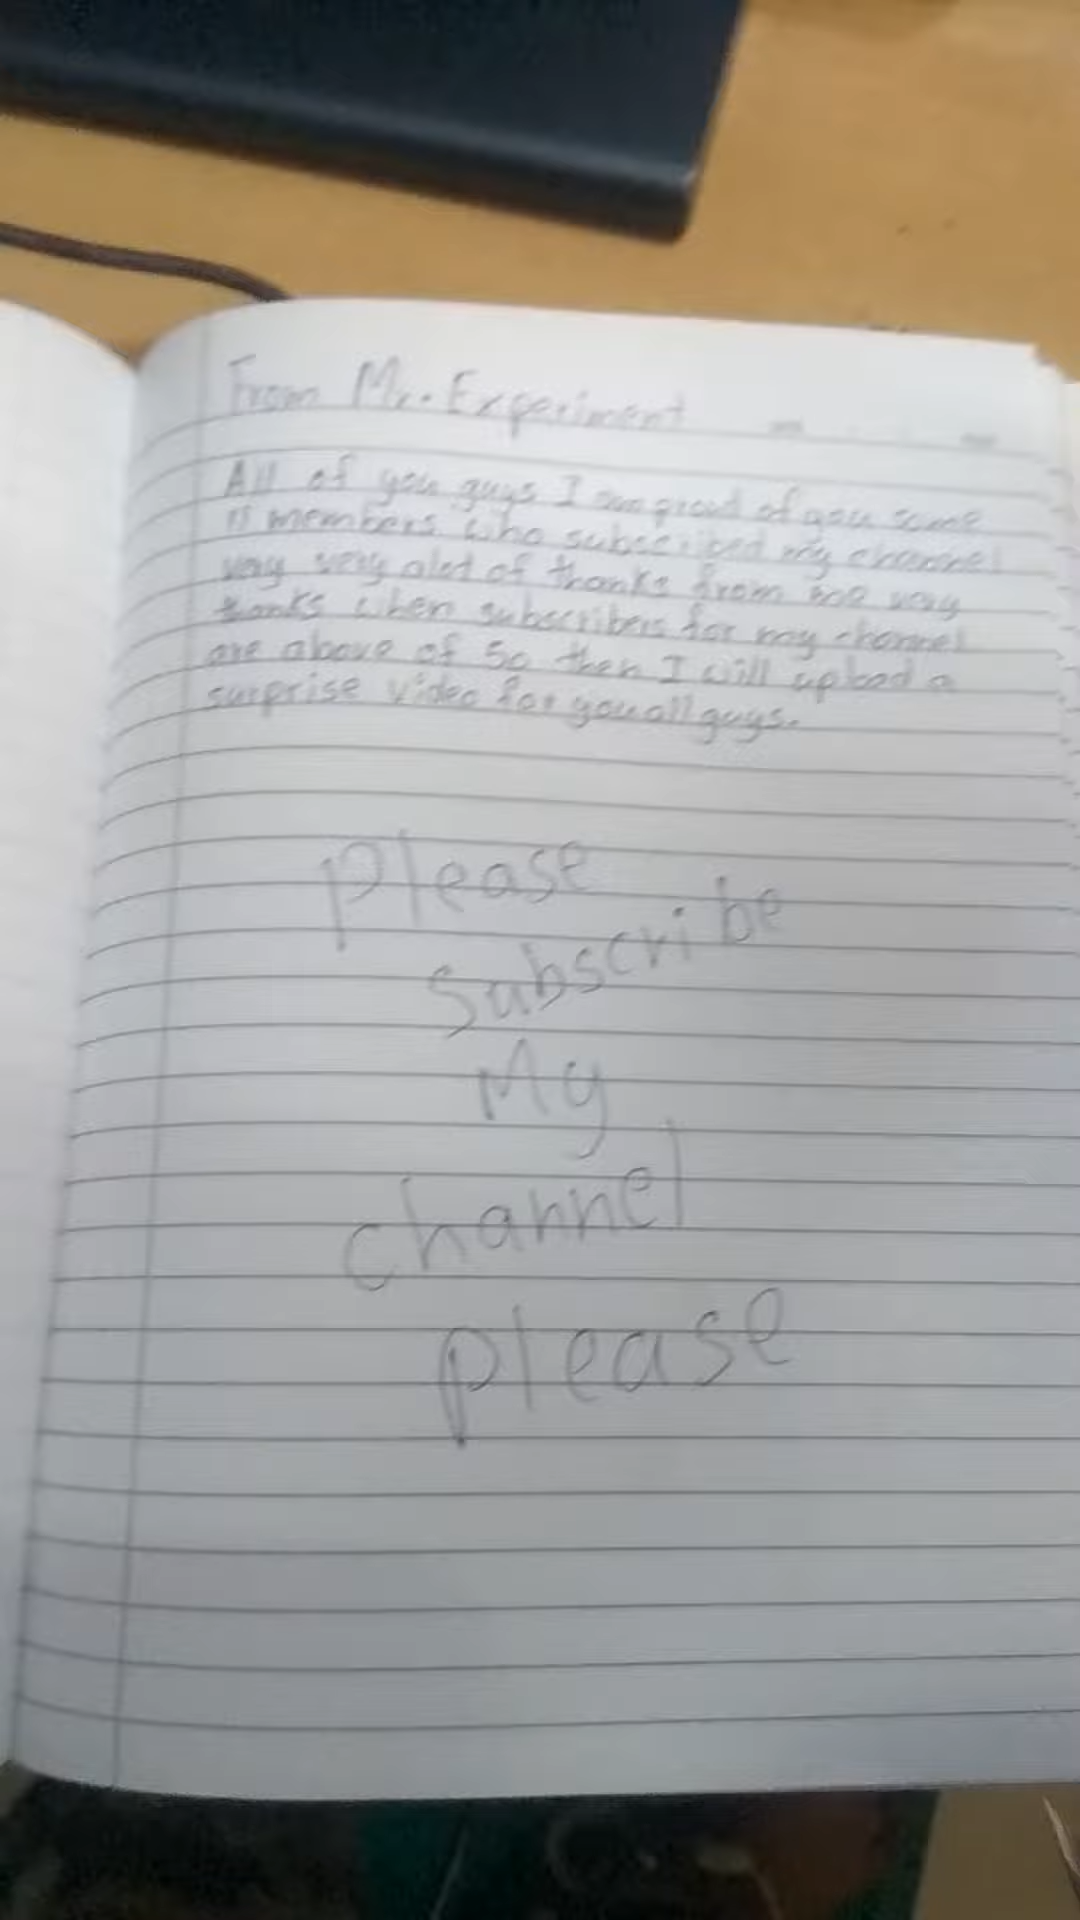 From Mr. Experiment
All of you guys I am proud of you some
11 members who subscribed my channel
very very alot of thanks from me very
thanks when subscribers for my channel
are above of 50 then I will upload a
surprise video for you all guys.
please
subscribe
My
channel
please